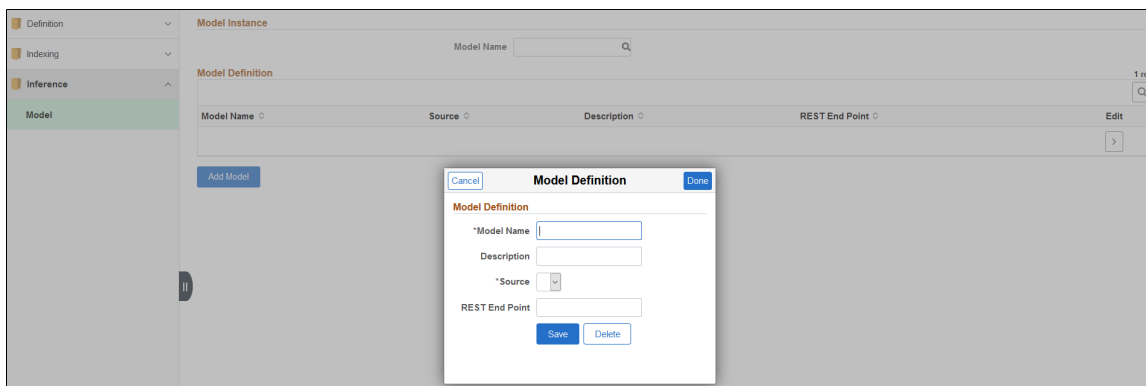 Definition
Indexing
Inference
Model
Model Instance
Model Name
Model Definition
1
Model Name Source Description REST End Point Edit
Add Model
Cancel Model Definition Done
Model Definition
*Model Name
Description
*Source
REST End Point
Save Delete